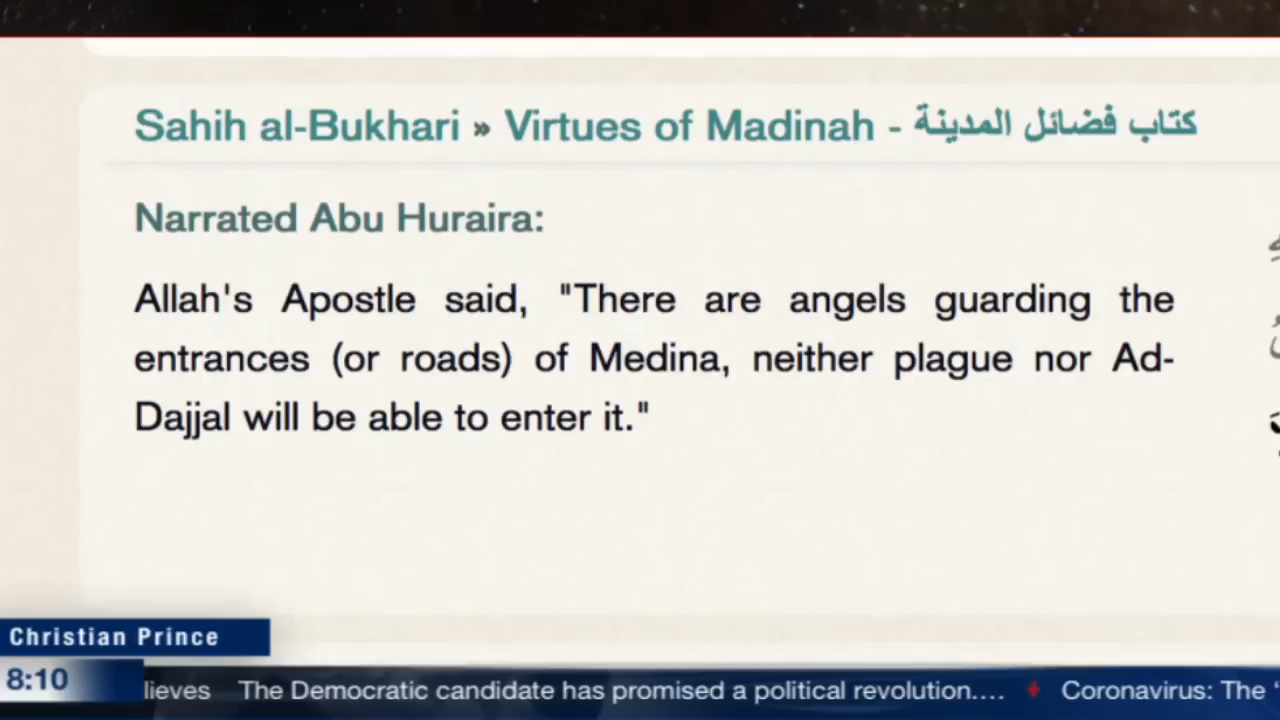 Sahih al-Bukhari » Virtues of Madinah - كتاب فضائل المدينة
Narrated Abu Huraira:
Allah's Apostle said, "There are angels guarding the
entrances (or roads) of Medina, neither plague nor Ad-
Dajjal will be able to enter it."
Christian Prince
8:10
lieves The Democratic candidate has promised a political revolution.... ♦ Coronavirus: The '